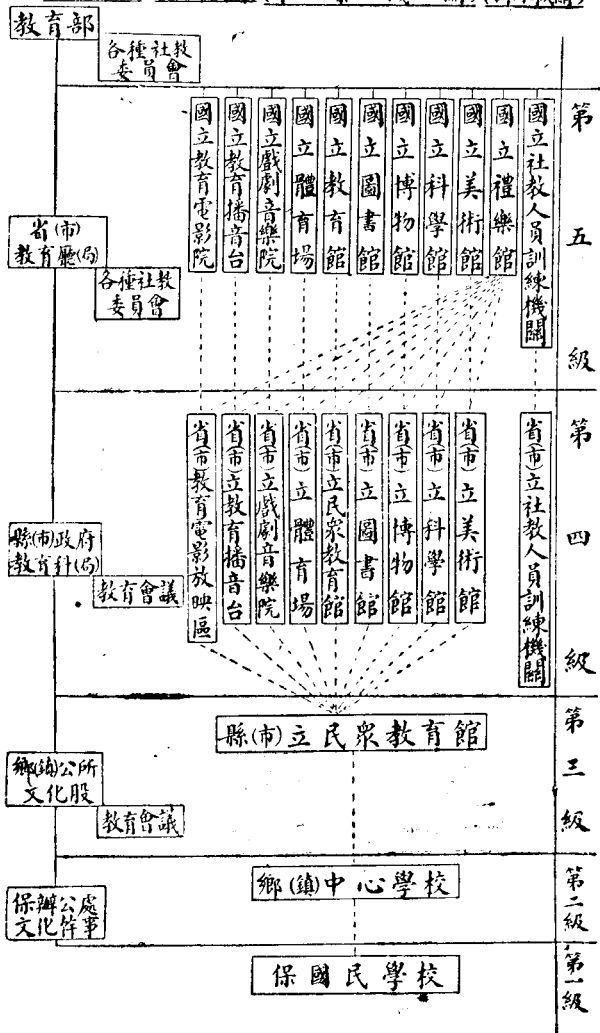 教育部
各種社教
委員會
國立教育電影院
國立教育播音台
國立戲劇音樂院
國立體育場
國立教育館
國立圖書館
國立博物館
國立科學館
國立美術館
國立禮樂館
國立社教人員訓練機關
第五級
省(市)
教育廳(局)
各種社教
委員會
省(市)教育電影放映區
省(市)立教育播音台
省(市)立戲劇音樂院
省(市)立體育場
省(市)立民眾教育館
省(市)立圖書館
省(市)立博物館
省(市)立科學館
省(市)立美術館
省(市)立社教人員訓練機關
第四級
縣(市)政府
教育科(局)
教育會議
縣(市)立民眾教育館
第三級
鄉(鎮)公所
文化股
教育會議
鄉(鎮)中心學校
第二級
保辦公處
文化幹事
保國民學校
第一級